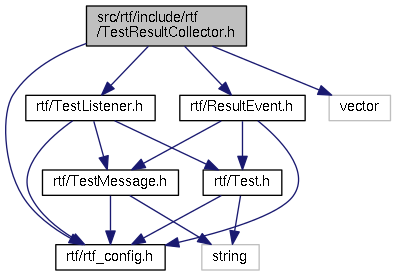 src/rtf/include/rtf
/TestResultCollector.h
rtf/TestListener.h
rtf/ResultEvent.h
vector
rtf/TestMessage.h
rtf/Test.h
rtf/rtf_config.h
string